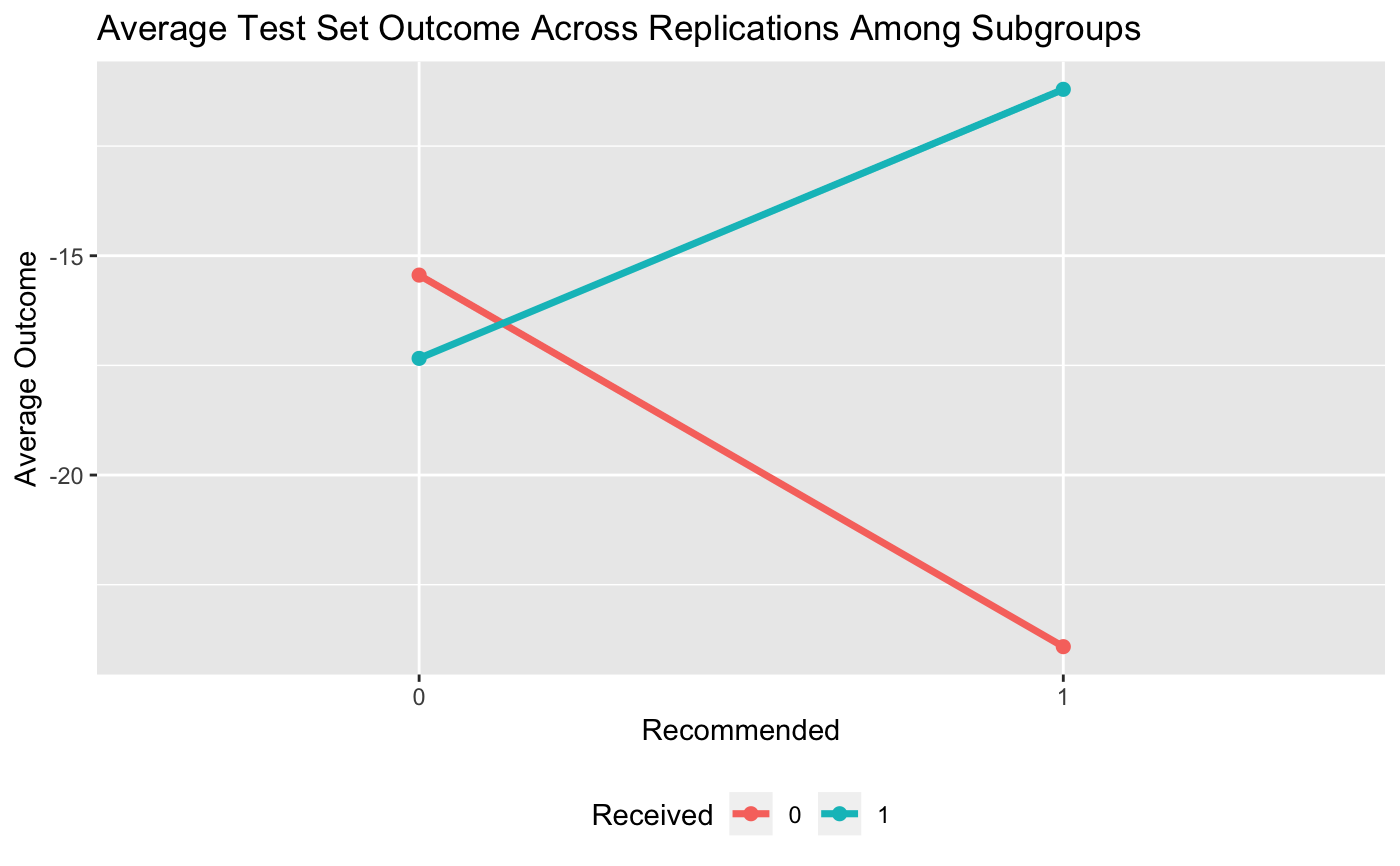 Average Test Set Outcome Across Replications Among Subgroups
Average Outcome
-15
-20
0 1
Recommended
Received 0 1